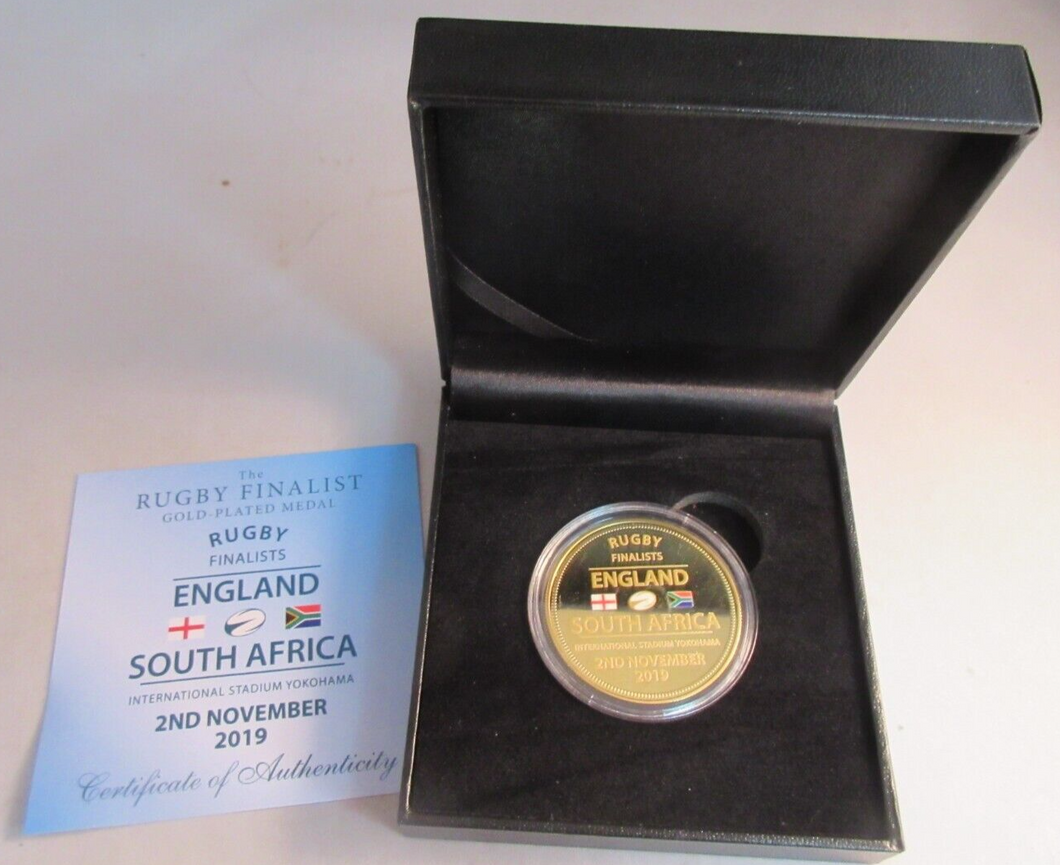 The
RUGBY FINALIST
GOLD-PLATED MEDAL
RUGBY
FINALISTS
ENGLAND
SOUTH AFRICA
INTERNATIONAL STADIUM YOKOHAMA
2ND NOVEMBER
2019
Certificate of Authenticity
RUGBY
FINALISTS
ENGLAND
SOUTH AFRICA
INTERNATIONAL STADIUM YOKOHAMA
2ND NOVEMBER
2019